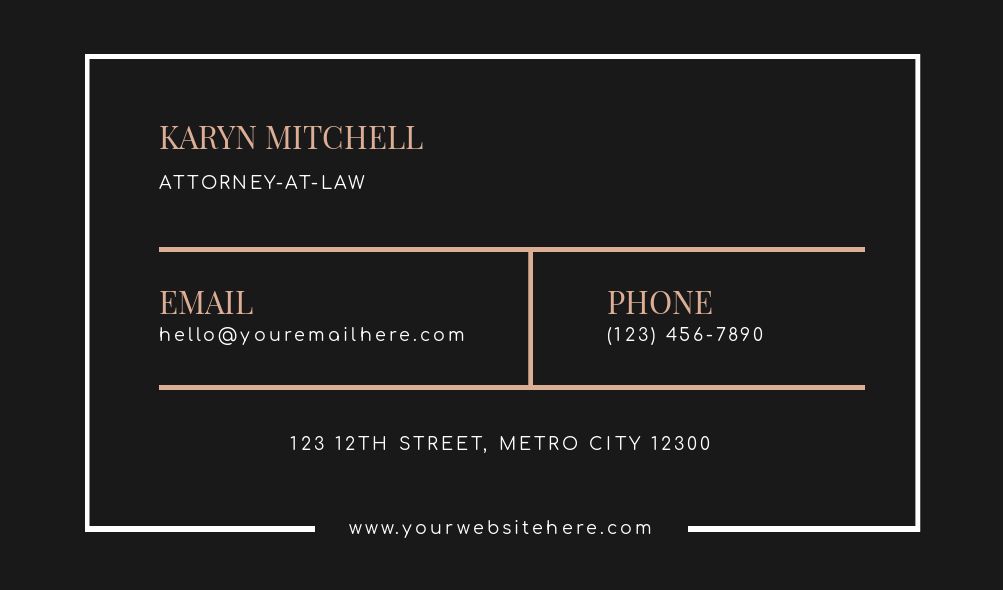 KARYN MITCHELL
ATTORNEY-AT-LAW
EMAIL
hello@youremailhere.com
PHONE
(123) 456-7890
123 12TH STREET, METRO CITY 12300
www.yourwebsitehere.com